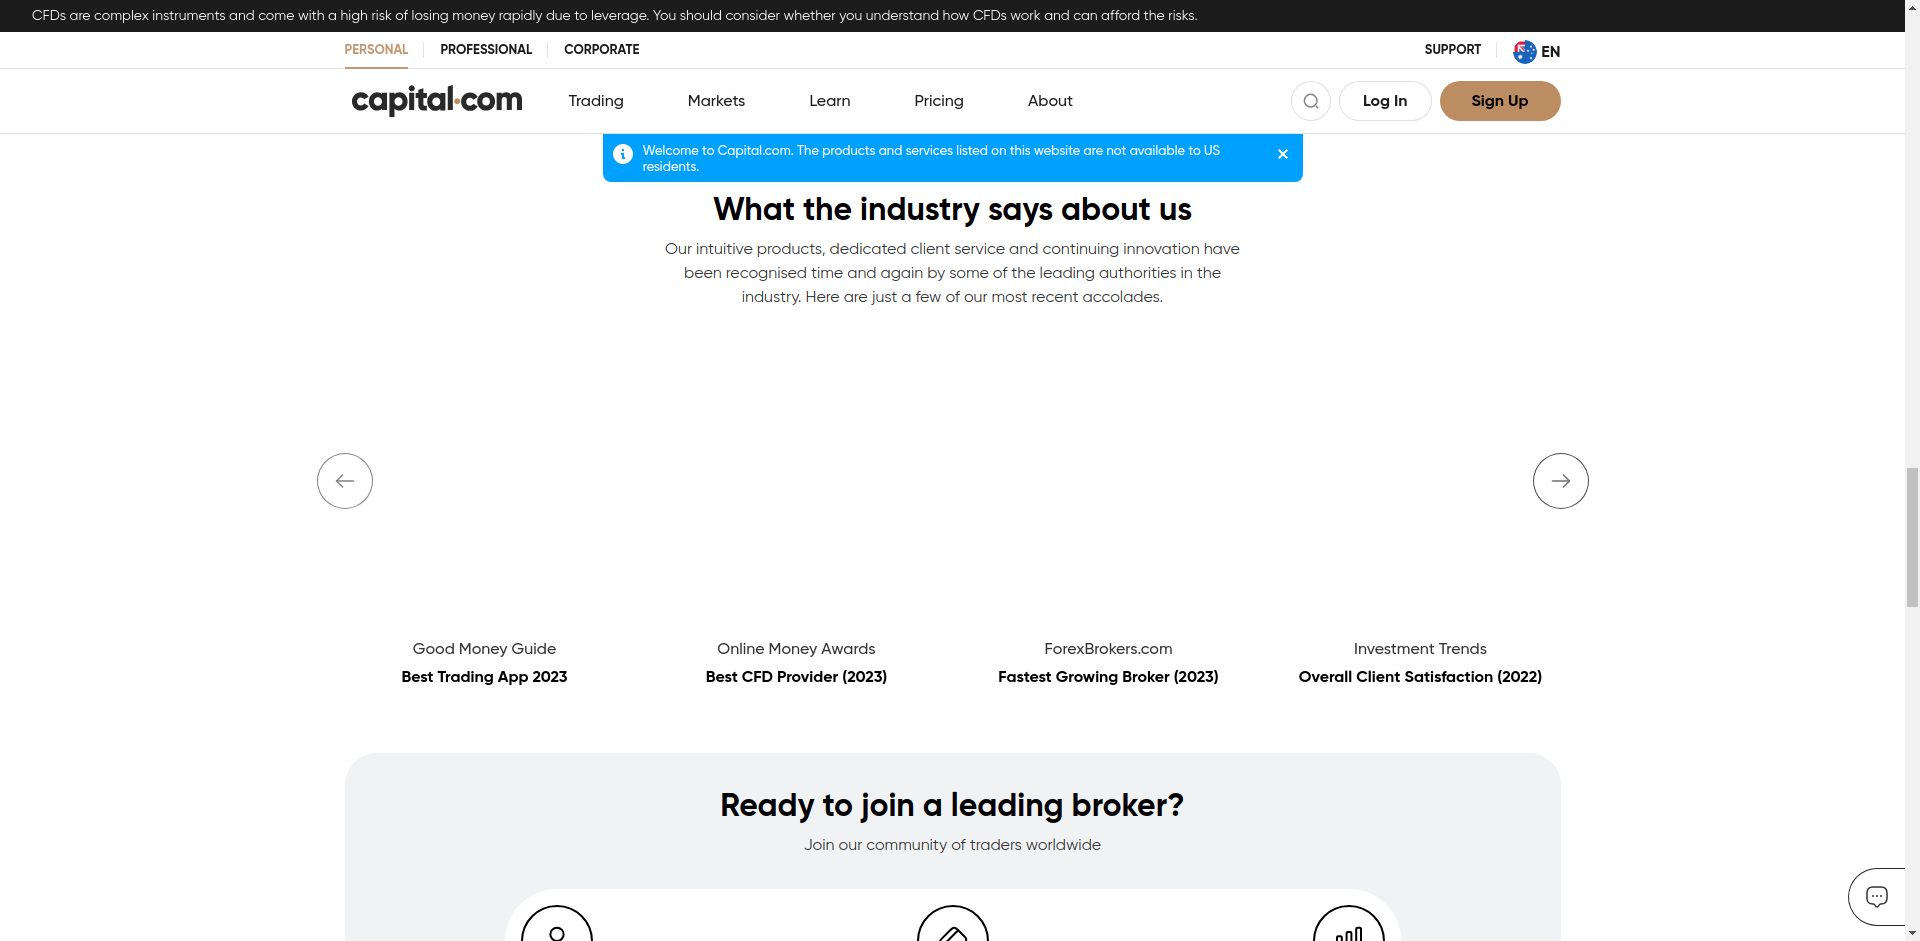 CFDs are complex instruments and come with a high risk of losing money rapidly due to leverage. You should consider whether you understand how CFDs work and can afford the risks.
PERSONAL
PROFESSIONAL
CORPORATE
SUPPORT
EN
capital.com
Trading
Markets
Learn
Pricing
About
Log In
Sign Up
Welcome to Capital.com. The products and services listed on this website are not available to US
residents.
What the industry says about us
Our intuitive products, dedicated client service and continuing innovation have
been recognised time and again by some of the leading authorities in the
industry. Here are just a few of our most recent accolades.
Good Money Guide
Best Trading App 2023
Online Money Awards
Best CFD Provider (2023)
ForexBrokers.com
Fastest Growing Broker (2023)
Investment Trends
Overall Client Satisfaction (2022)
Ready to join a leading broker?
Join our community of traders worldwide